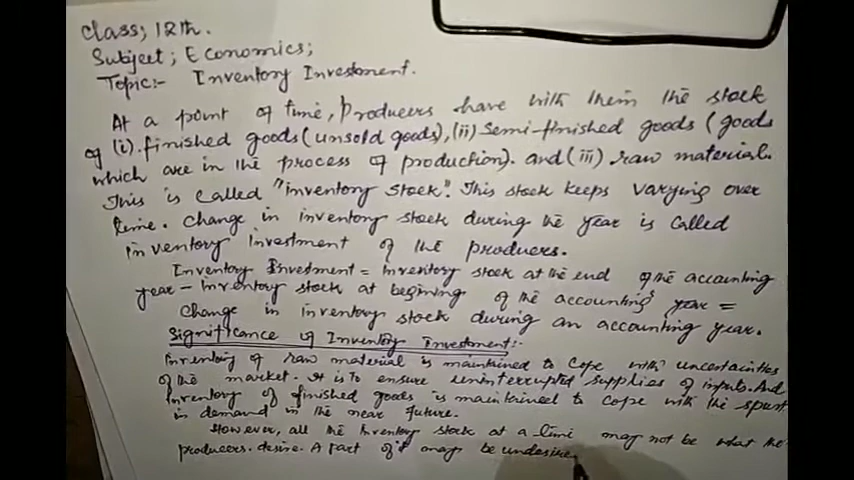 Class; 12th.
Subject; Economics;
Topic:- Inventory Investment.
At a point of time, Producers have with them the stock
of (i). finished goods (unsold goods), (ii) Semi-finished goods (goods
which are in the process of production). and (iii). raw material.
This is called "inventory stock". This stock keeps varying over
time. Change in inventory stock during the year is called
inventory investment of the producers.
Inventory Investment = Inventory stock at the end of the accounting
year - Inventory stock at begining of the accounting year =
Change in inventory stock during an accounting year.
Significance of Inventory Investment:-
Inventory of raw material is maintained to Cope with uncertainties
of the market. It is to ensure uninterrupted supplies of inputs. And
Inventory of finished goods is maintained to cope with the spurt
in demand in the near future.
However, all the Inventory stock at a time may not be what the
producers. desire. A Part of it may be undesire